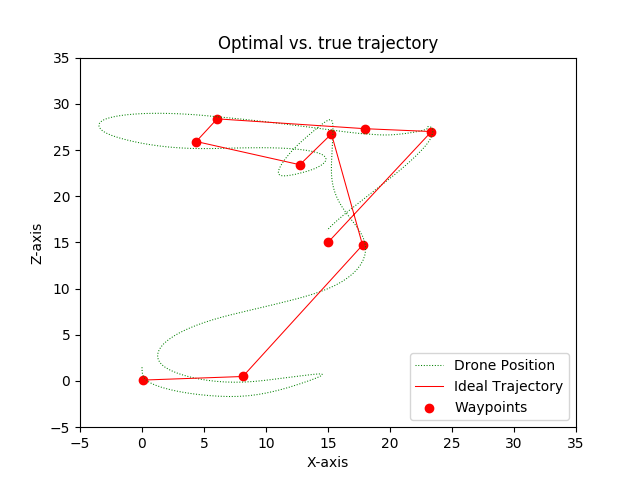 Optimal vs. true trajectory
35
30
25
20
15
10
5
0
−5
Z-axis
−5 0 5 10 15 20 25 30 35
X-axis
Drone Position
Ideal Trajectory
Waypoints